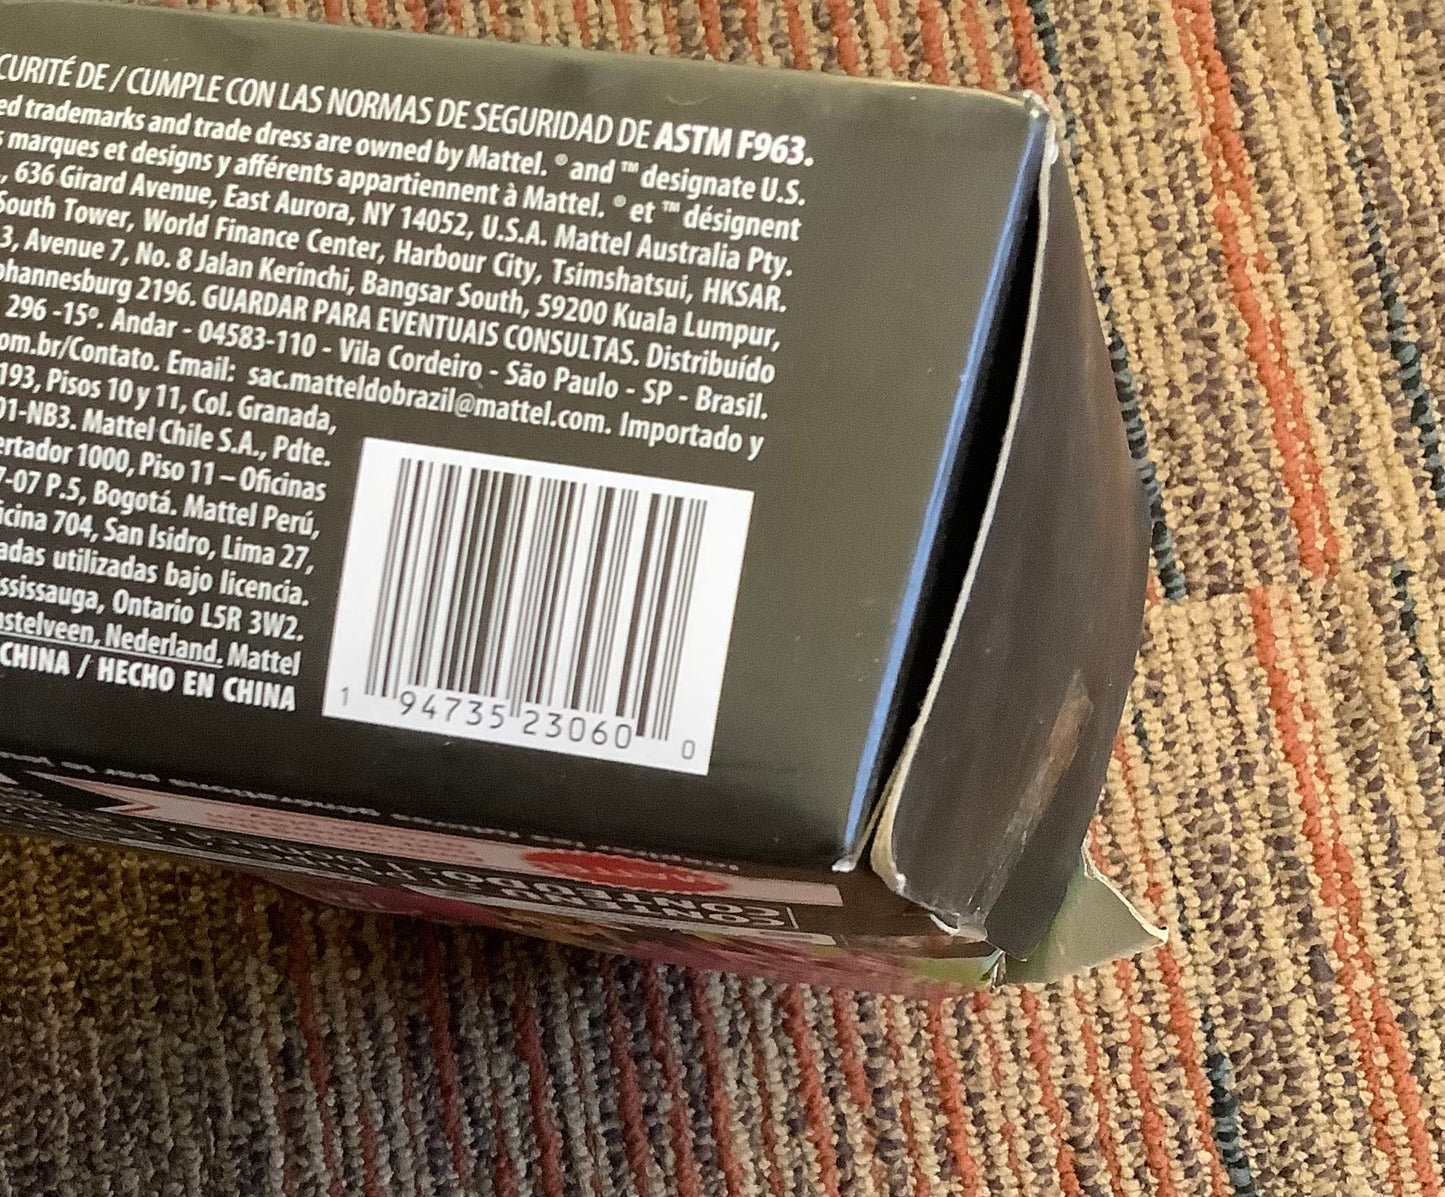 CURITÉ DE / CUMPLE CON LAS NORMAS DE SEGURIDAD DE ASTM F963.
ed trademarks and trade dress are owned by Mattel. ® and ™ designate U.S.
s marques et designs y afférents appartiennent à Mattel. ® et ™ désignent
., 636 Girard Avenue, East Aurora, NY 14052, U.S.A. Mattel Australia Pty.
South Tower, World Finance Center, Harbour City, Tsimshatsui, HKSAR.
3, Avenue 7, No. 8 Jalan Kerinchi, Bangsar South, 59200 Kuala Lumpur,
ohannesburg 2196. GUARDAR PARA EVENTUAIS CONSULTAS. Distribuído
296 -15º. Andar - 04583-110 - Vila Cordeiro - São Paulo - SP - Brasil.
om.br/Contato. Email: sac.matteldobrazil@mattel.com. Importado y
193, Pisos 10 y 11, Col. Granada,
01-NB3. Mattel Chile S.A., Pdte.
ertador 1000, Piso 11 – Oficinas
7-07 P.5, Bogotá. Mattel Perú,
icina 704, San Isidro, Lima 27,
adas utilizadas bajo licencia.
ssissauga, Ontario L5R 3W2.
nstelveen, Nederland. Mattel
CHINA / HECHO EN CHINA
1 94735 23060 0